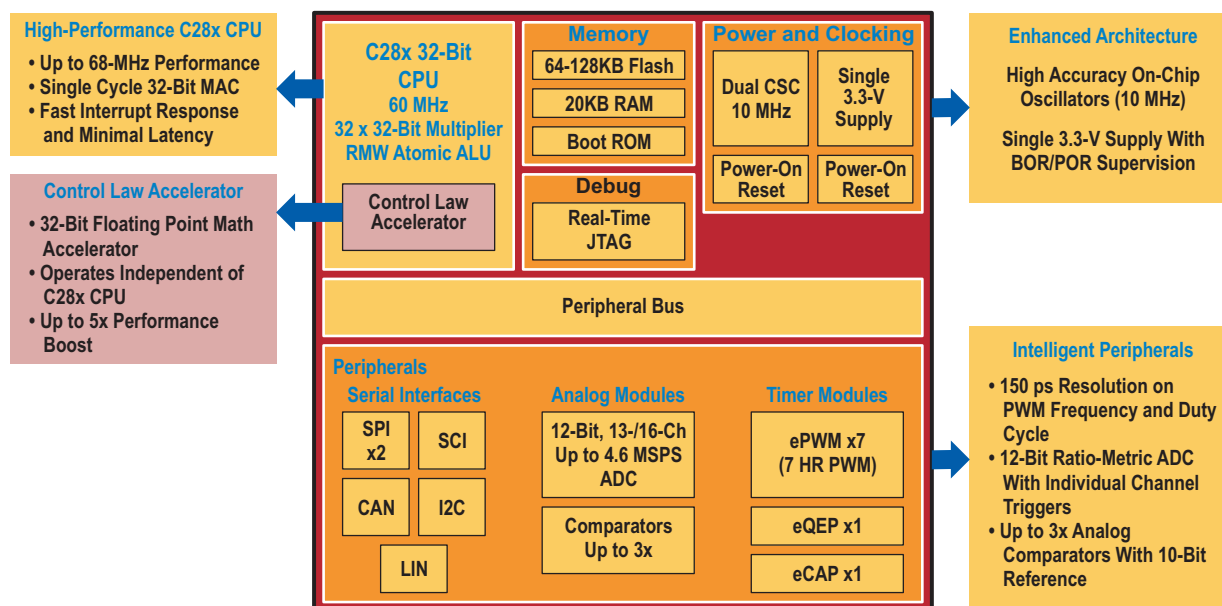 High-Performance C28x CPU
• Up to 68-MHz Performance
• Single Cycle 32-Bit MAC
• Fast Interrupt Response
and Minimal Latency
Control Law Accelerator
• 32-Bit Floating Point Math
Accelerator
• Operates Independent of
C28x CPU
• Up to 5x Performance
Boost
C28x 32-Bit
CPU
60 MHz
32 x 32-Bit Multiplier
RMW Atomic ALU
Control Law
Accelerator
Memory
64-128KB Flash
20KB RAM
Boot ROM
Debug
Real-Time
JTAG
Power and Clocking
Dual CSC
10 MHz
Single
3.3-V
Supply
Power-On
Reset
Power-On
Reset
Enhanced Architecture
High Accuracy On-Chip
Oscillators (10 MHz)
Single 3.3-V Supply With
BOR/POR Supervision
Peripheral Bus
Peripherals
Serial Interfaces
SPI
x2
SCI
CAN
I2C
LIN
Analog Modules
12-Bit, 13-/16-Ch
Up to 4.6 MSPS
ADC
Comparators
Up to 3x
Timer Modules
ePWM x7
(7 HR PWM)
eQEP x1
eCAP x1
Intelligent Peripherals
• 150 ps Resolution on
PWM Frequency and Duty
Cycle
• 12-Bit Ratio-Metric ADC
With Individual Channel
Triggers
• Up to 3x Analog
Comparators With 10-Bit
Reference